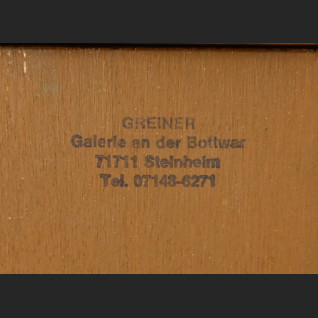 GREINER
Galerie an der Bottwar
71711 Steinheim
Tel. 07148-6271